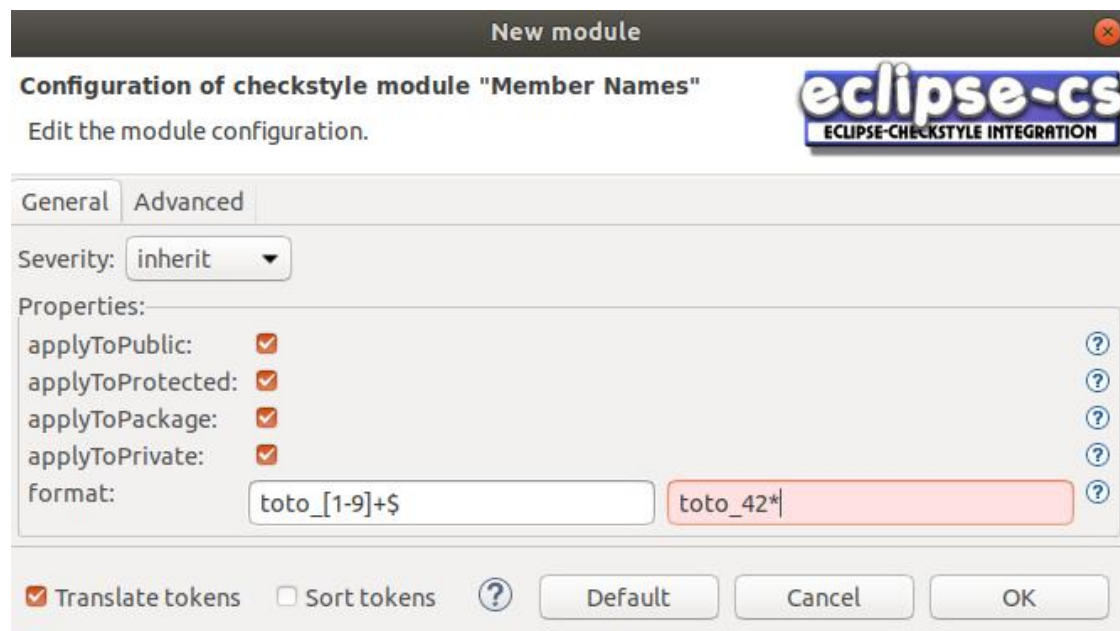 New module
Configuration of checkstyle module "Member Names"
Edit the module configuration.
eclipse-cs
ECLIPSE-CHECKSTYLE INTEGRATION
General Advanced
Severity: inherit
Properties:
applyToPublic: ?
applyToProtected: ?
applyToPackage: ?
applyToPrivate: ?
format: toto_[1-9]+$ toto_42* ?
Translate tokens Sort tokens ? Default Cancel OK